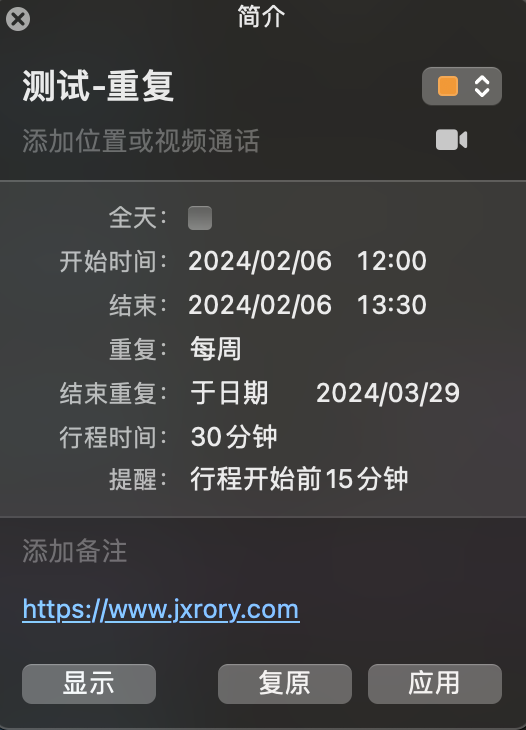 简介
测试-重复
添加位置或视频通话
全天：
开始时间： 2024/02/06 12:00
结束： 2024/02/06 13:30
重复： 每周
结束重复： 于日期 2024/03/29
行程时间： 30分钟
提醒： 行程开始前15分钟
添加备注
https://www.jxrory.com
显示 复原 应用